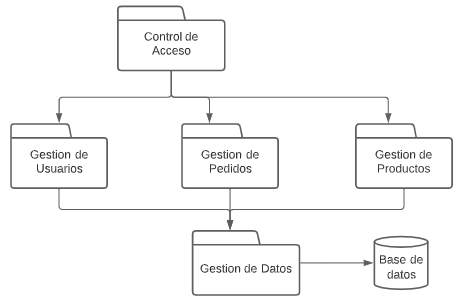 Control de
Acceso
Gestion de
Usuarios
Gestion de
Pedidos
Gestion de
Productos
Gestion de Datos
Base de
datos